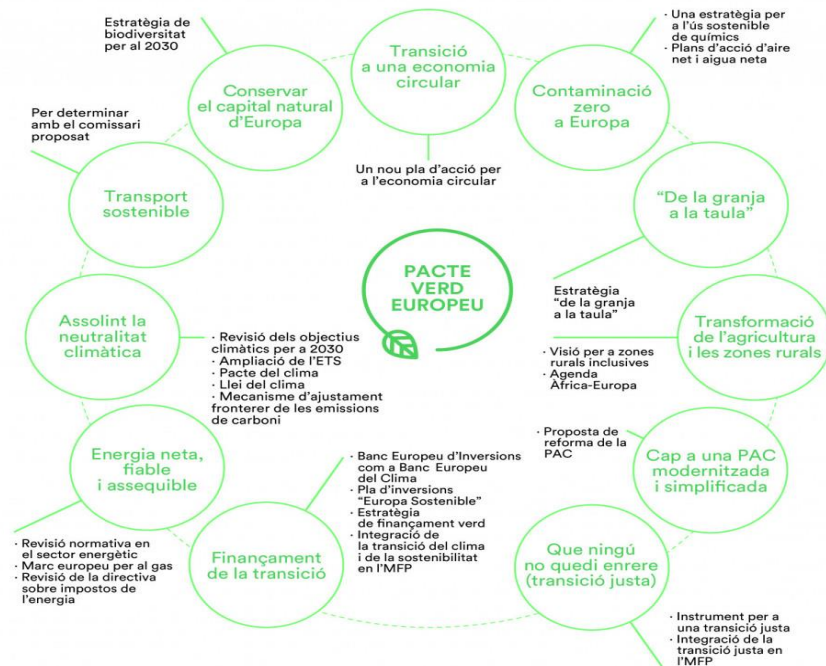 Estratègia de
biodiversitat
per al 2030
Conservar
el capital natural
d'Europa
Transició
a una economia
circular
Un nou pla d'acció per
a l'economia circular
· Una estratègia per
a l'ús sostenible
de químics
· Plans d'acció d'aire
net i aigua neta
Contaminació
zero
a Europa
Per determinar
amb el comissari
proposat
Transport
sostenible
"De la granja
a la taula"
Estratègia
"de la granja
a la taula"
PACTE
VERD
EUROPEU
Assolint la
neutralitat
climàtica
· Revisió dels objectius
climàtics per a 2030
· Ampliació de l'ETS
· Pacte del clima
· Llei del clima
· Mecanisme d'ajustament
fronterer de les emissions
de carboni
Transformació
de l'agricultura
i les zones rurals
· Visió per a zones
rurals inclusives
· Agenda
Àfrica-Europa
· Proposta de
reforma de la
PAC
Cap a una PAC
modernitzada
i simplificada
Energia neta,
fiable
i assequible
· Revisió normativa en
el sector energètic
· Marc europeu per al gas
· Revisió de la directiva
sobre impostos de
l'energia
· Banc Europeu d'Inversions
com a Banc Europeu
del Clima
· Pla d'inversions
"Europa Sostenible"
· Estratègia
de finançament verd
· Integració de
la transició del clima
i de la sostenibilitat
en l'MFP
Finançament
de la transició
Que ningú
no quedi enrere
(transició justa)
· Instrument per a
una transició justa
· Integració de la
transició justa en
l'MFP